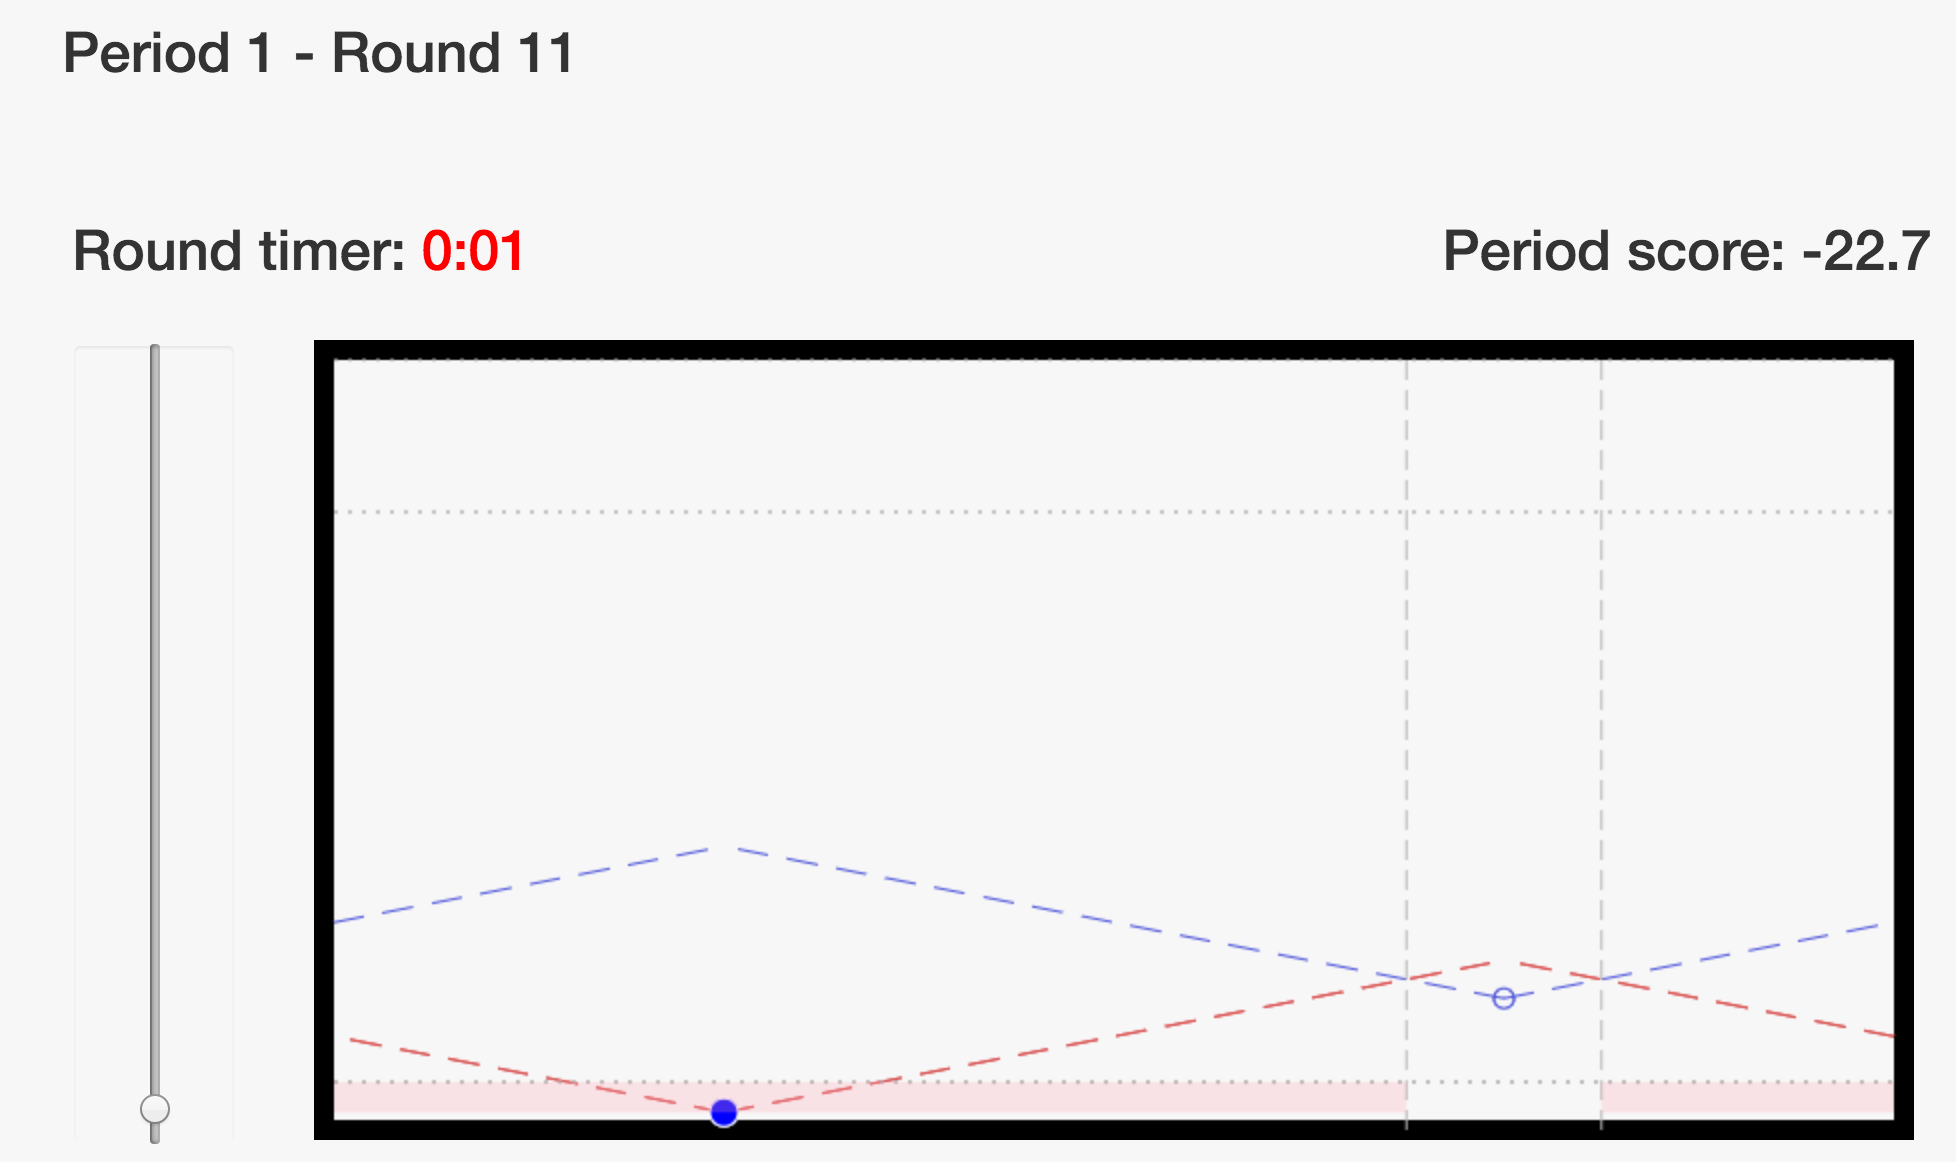 Period 1 - Round 11
Round timer: 0:01
Period score: -22.7